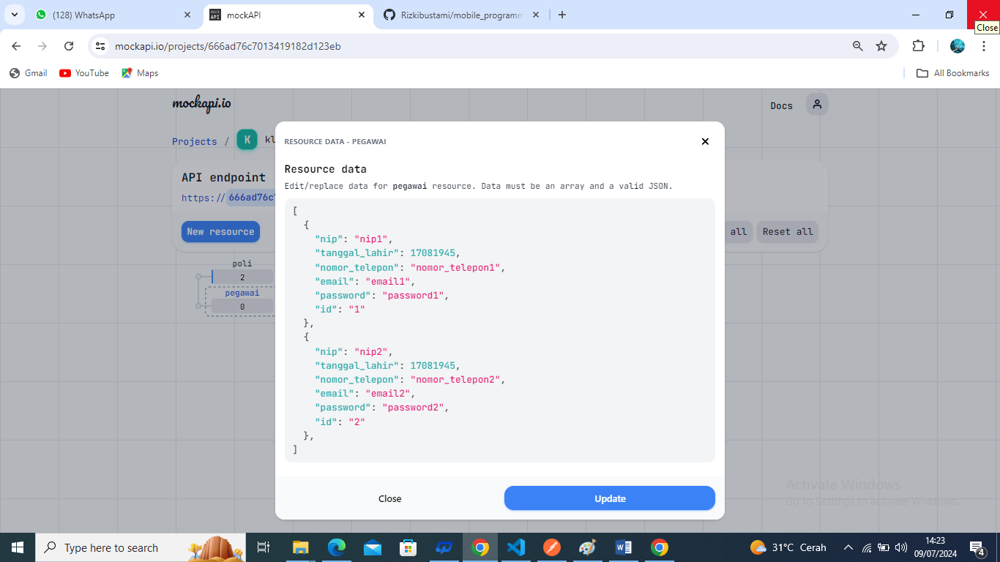 (128) WhatsApp
mockAPI
Rizkibustami/mobile_programm
Close
mockapi.io/projects/666ad76c7013419182d123eb
Gmail
YouTube
Maps
All Bookmarks
mockapi.io
Docs
Projects / K kl
API endpoint
https://666ad76c7
New resource
all
Reset all
poli
2
pegawai
0
RESOURCE DATA - PEGAWAI
Resource data
Edit/replace data for pegawai resource. Data must be an array and a valid JSON.
[
{
"nip": "nip1",
"tanggal_lahir": 17081945,
"nomor_telepon": "nomor_telepon1",
"email": "email1",
"password": "password1",
"id": "1"
},
{
"nip": "nip2",
"tanggal_lahir": 17081945,
"nomor_telepon": "nomor_telepon2",
"email": "email2",
"password": "password2",
"id": "2"
},
]
Close
Update
Activate Windows
Go to Settings to activate Windows.
Type here to search
31°C Cerah
14:23
09/07/2024
4